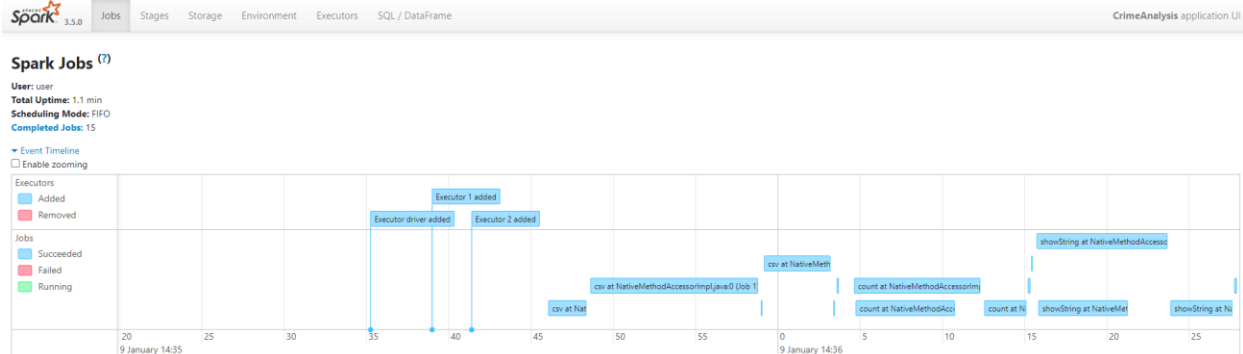 APACHE
Spark 3.5.0 Jobs Stages Storage Environment Executors SQL / DataFrame CrimeAnalysis application UI
Spark Jobs (?)
User: user
Total Uptime: 1.1 min
Scheduling Mode: FIFO
Completed Jobs: 15
Event Timeline
Enable zooming
Executors
Added
Removed
Executor 1 added
Executor driver added Executor 2 added
Jobs
Succeeded
Failed
Running
showString at NativeMethodAccesso
csv at NativeMeth
csv at NativeMethodAccessorImpl.java:0 (Job 1) count at NativeMethodAccessorImp
csv at Nat count at NativeMethodAcce count at N showString at NativeMet showString at Na
20 25 30 35 40 45 50 55 0 5 10 15 20 25
9 January 14:35 9 January 14:36